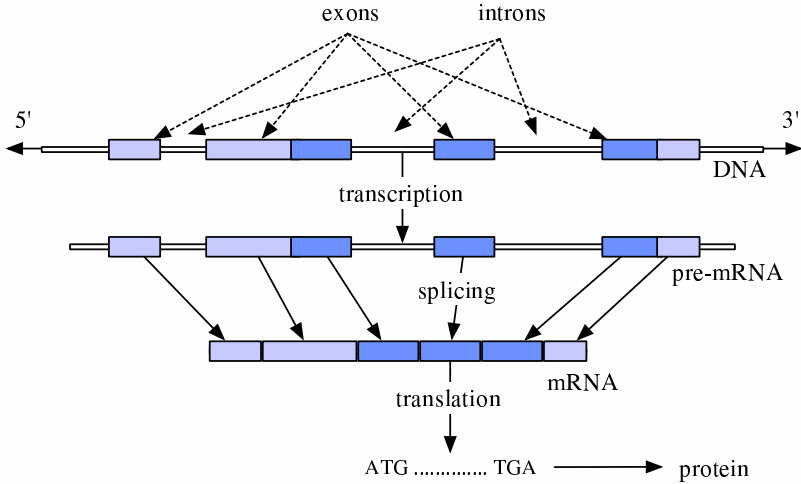 exons introns
5' 3'
DNA
transcription
pre-mRNA
splicing
mRNA
translation
ATG ............. TGA protein